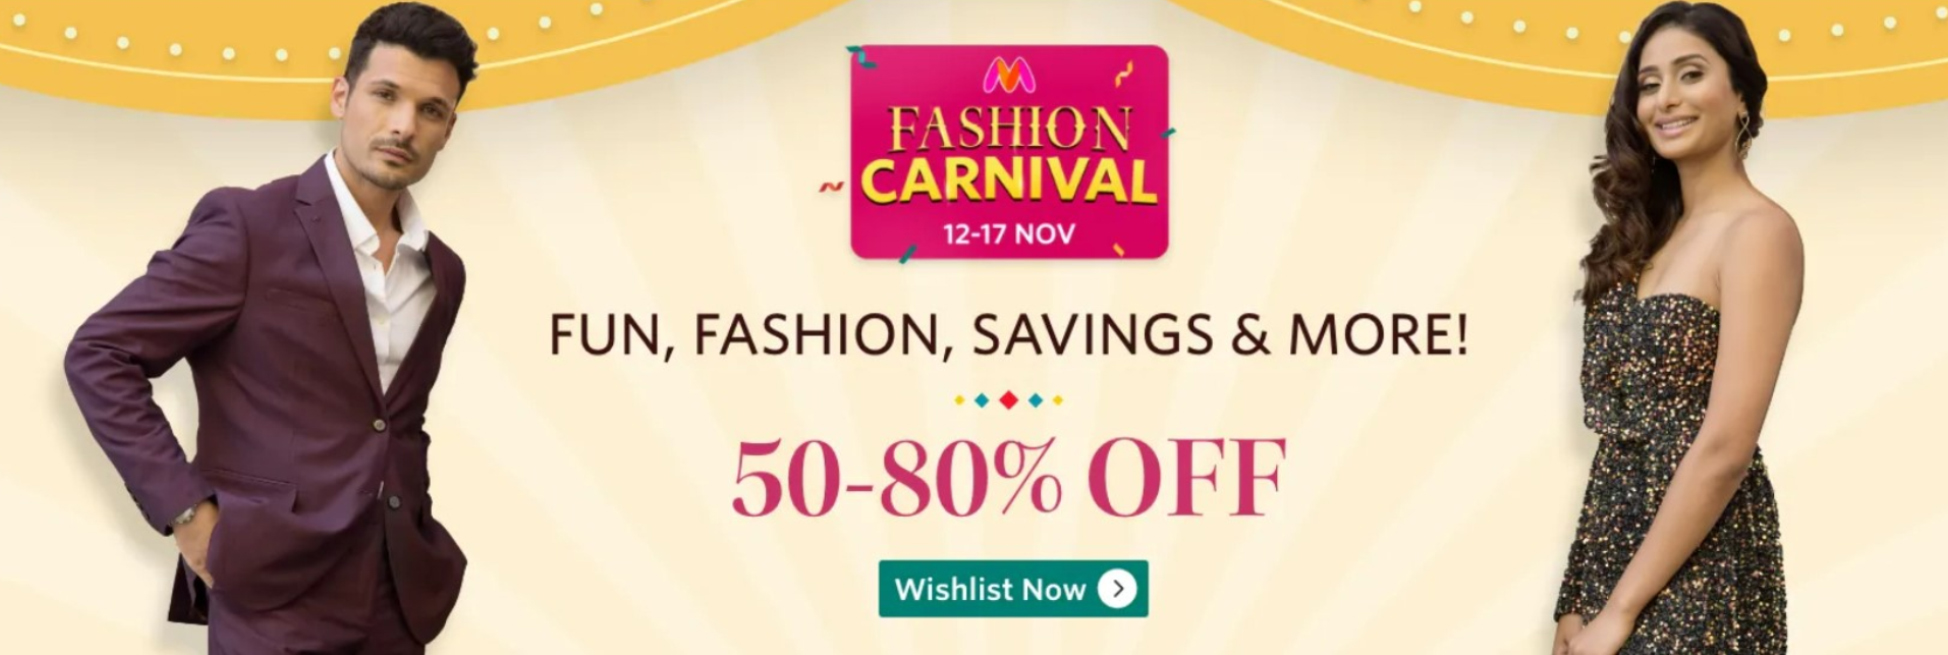 FASHION
CARNIVAL
12-17 NOV
FUN, FASHION, SAVINGS & MORE!
50-80% OFF
Wishlist Now